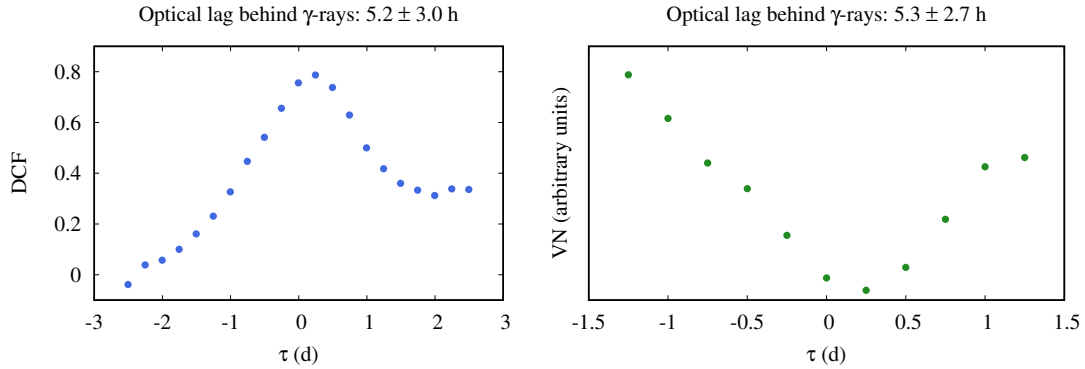 Optical lag behind γ-rays: 5.2 ± 3.0 h
DCF
0.8
0.6
0.4
0.2
0
-3 -2 -1 0 1 2 3
τ (d)
Optical lag behind γ-rays: 5.3 ± 2.7 h
VN (arbitrary units)
-1.5 -1 -0.5 0 0.5 1 1.5
τ (d)